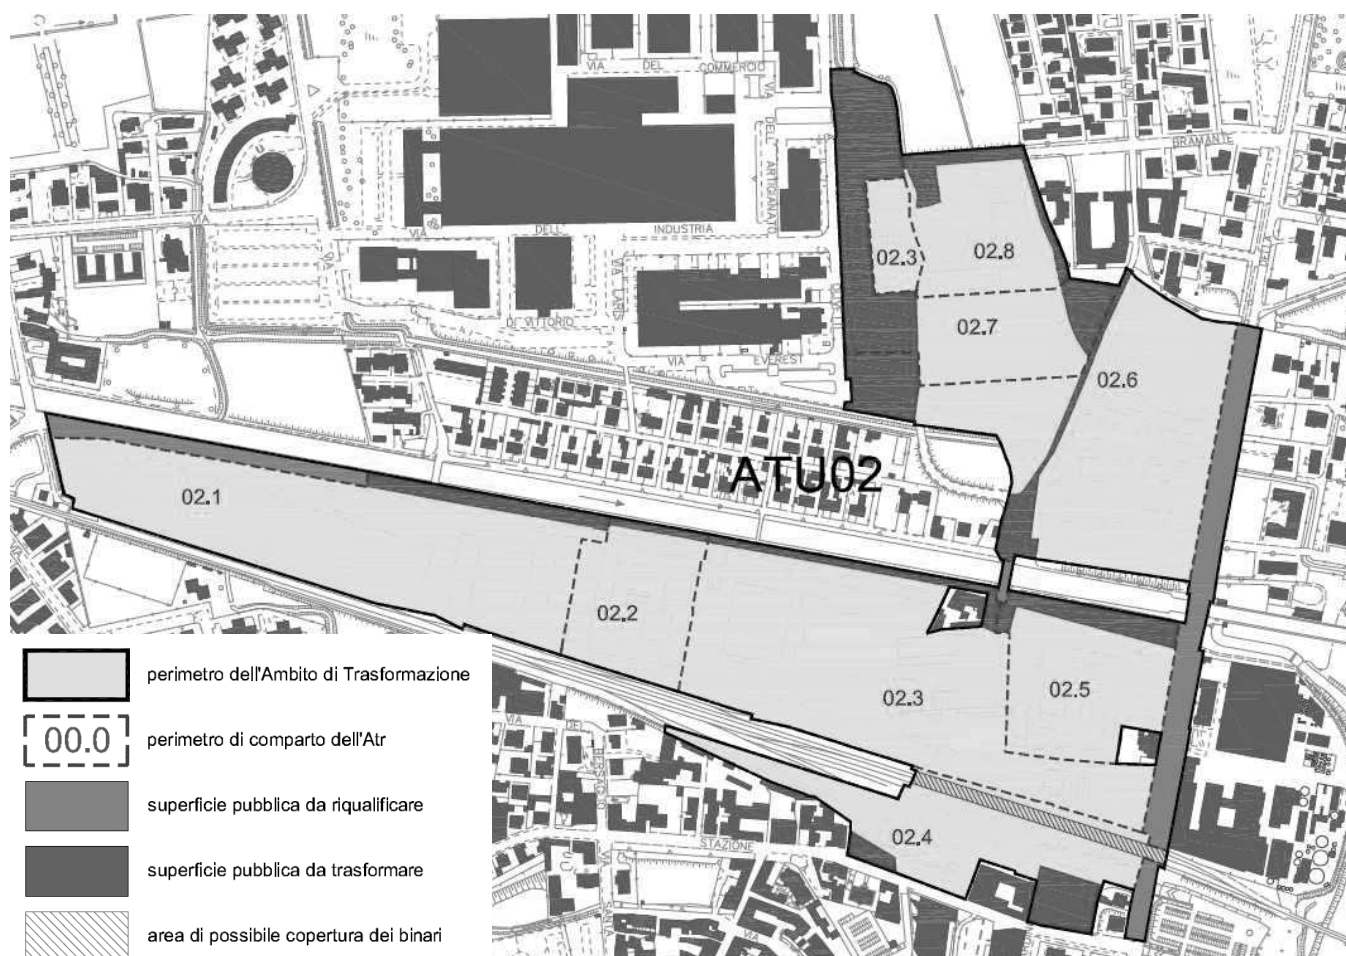 VIA DEL COMMERCIO
VIA
DELL'ARTIGIANATO
BRAMANTE
VIA
VIA DELL' INDUSTRIA
VIA
DI VITTORIO
VIA
VIA EVEREST
02.3
02.8
02.7
02.6
ATU02
02.1
02.2
02.3
02.5
02.4
VIA
STAZIONE
VIA
perimetro dell'Ambito di Trasformazione
00.0
perimetro di comparto dell'Atr
superficie pubblica da riqualificare
superficie pubblica da trasformare
area di possibile copertura dei binari